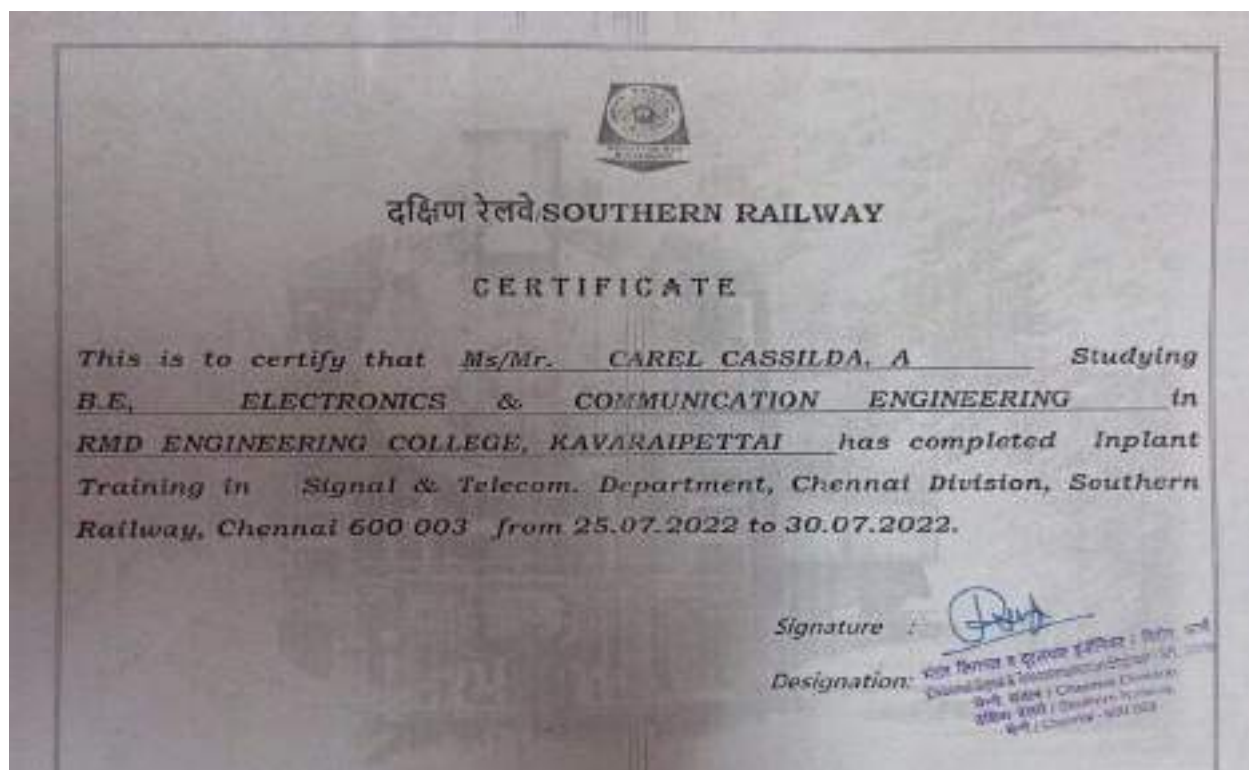 दक्षिण रेलवे/SOUTHERN RAILWAY
CERTIFICATE
This is to certify that Ms/Mr. CAREL CASSILDA, A Studying
B.E, ELECTRONICS & COMMUNICATION ENGINEERING in
RMD ENGINEERING COLLEGE, KAVARAIPETTAI has completed Inplant
Training in Signal & Telecom. Department, Chennai Division, Southern
Railway, Chennai 600 003 from 25.07.2022 to 30.07.2022.
Signature :
Designation: